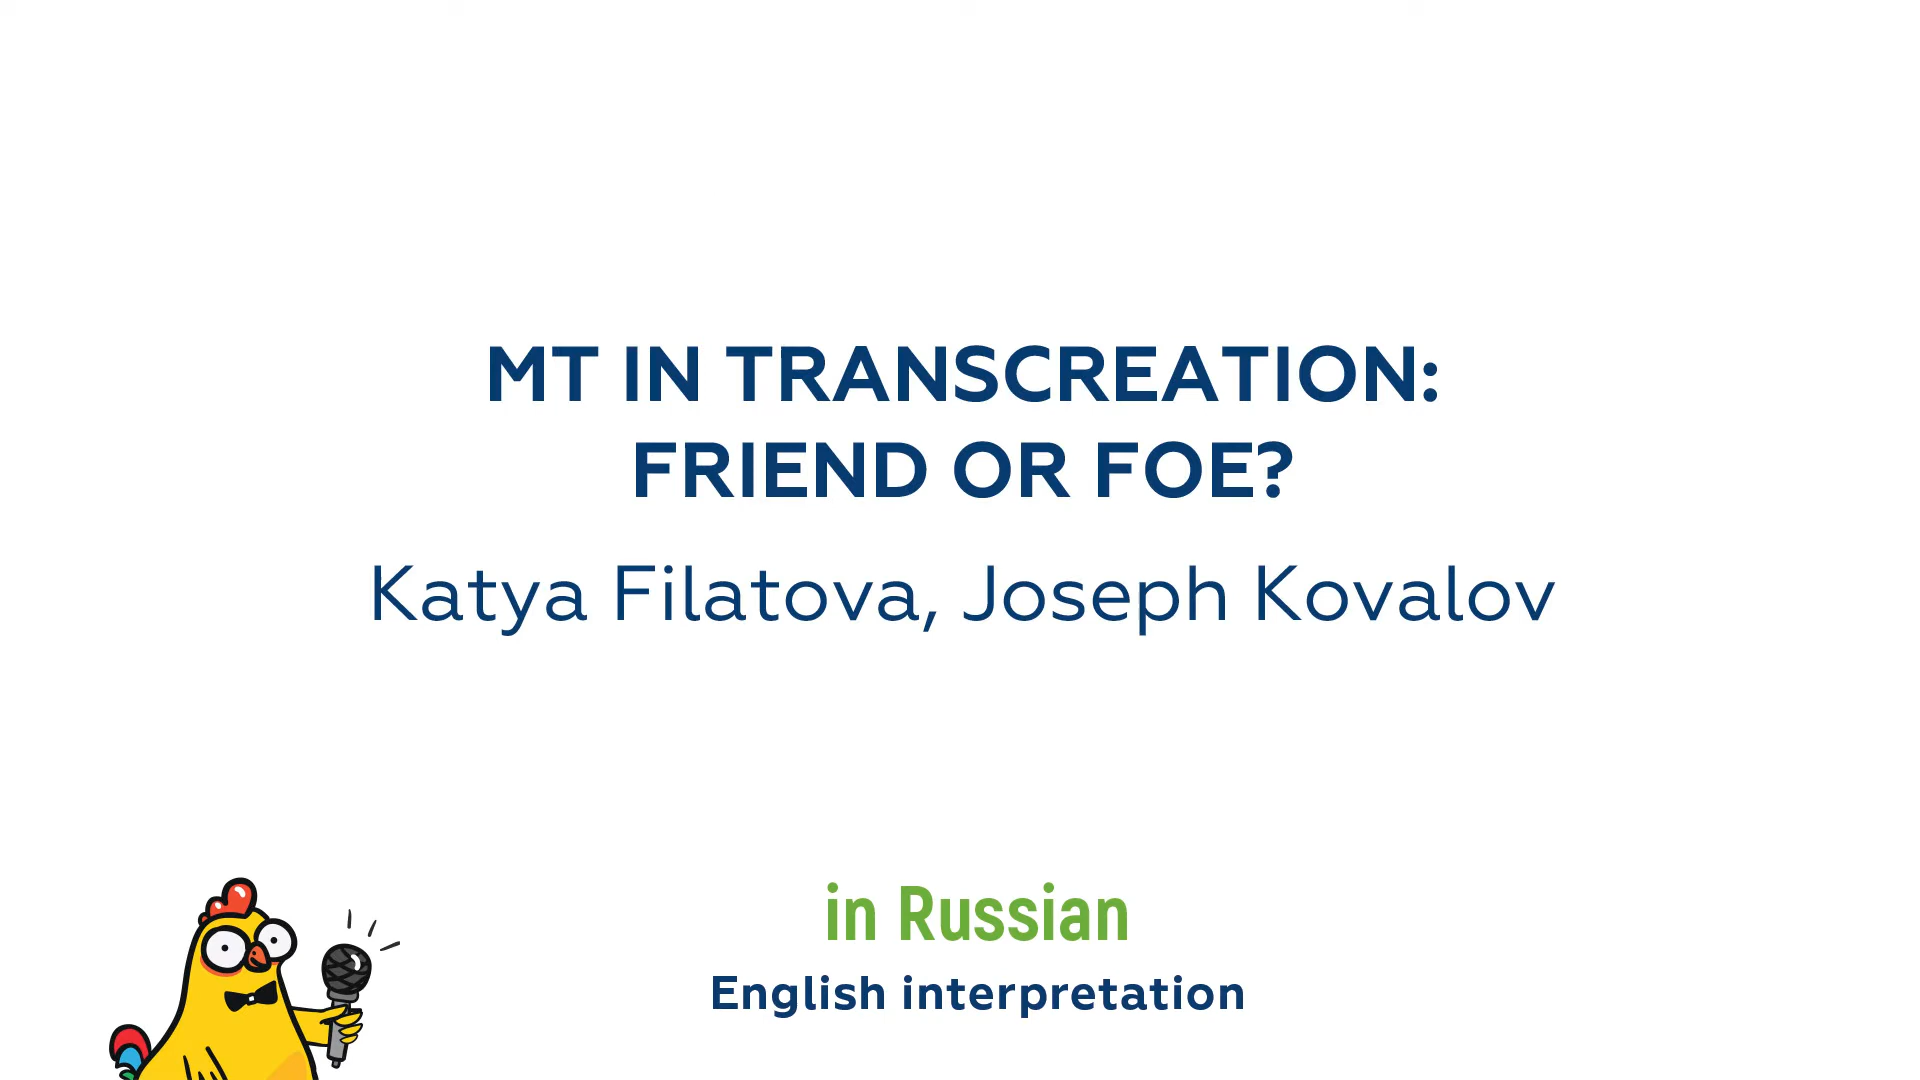 MT IN TRANSCREATION:
FRIEND OR FOE?
Katya Filatova, Joseph Kovalov
in Russian
English interpretation